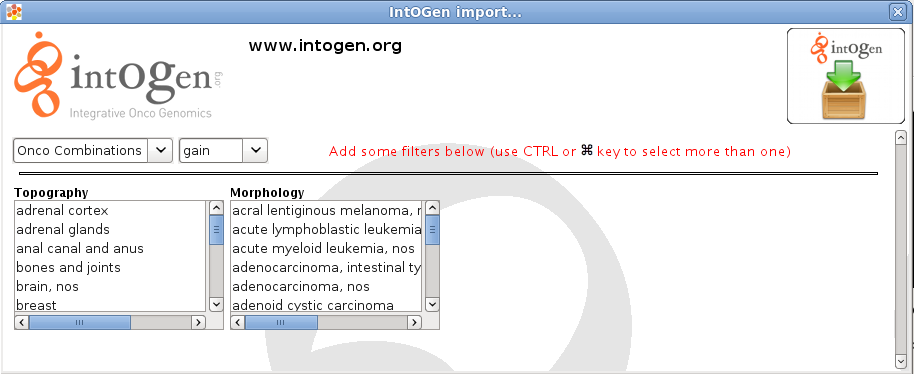 IntOGen import...
www.intogen.org
intOGen.org
Integrative Onco Genomics
intOGen
Onco Combinations
gain
Add some filters below (use CTRL or ⌘ key to select more than one)
Topography
Morphology
adrenal cortex
adrenal glands
anal canal and anus
bones and joints
brain, nos
breast
acral lentiginous melanoma, r
acute lymphoblastic leukemia
acute myeloid leukemia, nos
adenocarcinoma, intestinal ty
adenocarcinoma, nos
adenoid cystic carcinoma